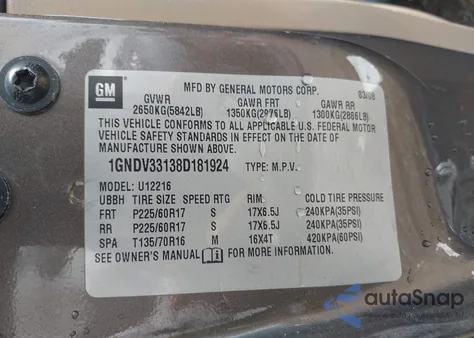 GM
MFD BY GENERAL MOTORS CORP. 03/08
GVWR GAWR FRT GAWR RR
2650KG(5842LB) 1350KG(2976LB) 1300KG(2866LB)
THIS VEHICLE CONFORMS TO ALL APPLICABLE U.S. FEDERAL MOTOR
VEHICLE SAFETY STANDARDS IN EFFECT ON THE DATE OF
MANUFACTURE SHOWN ABOVE.
1GNDV33138D181924 TYPE: M.P.V.
MODEL: U12216
UBBH TIRE SIZE SPEED RTG RIM COLD TIRE PRESSURE
FRT P225/60R17 S 17X6.5J 240KPA(35PSI)
RR P225/60R17 S 17X6.5J 240KPA(35PSI)
SPA T135/70R16 M 16X4T 420KPA(60PSI)
SEE OWNER'S MANUAL FOR MORE INFORMATION.
autoSnap